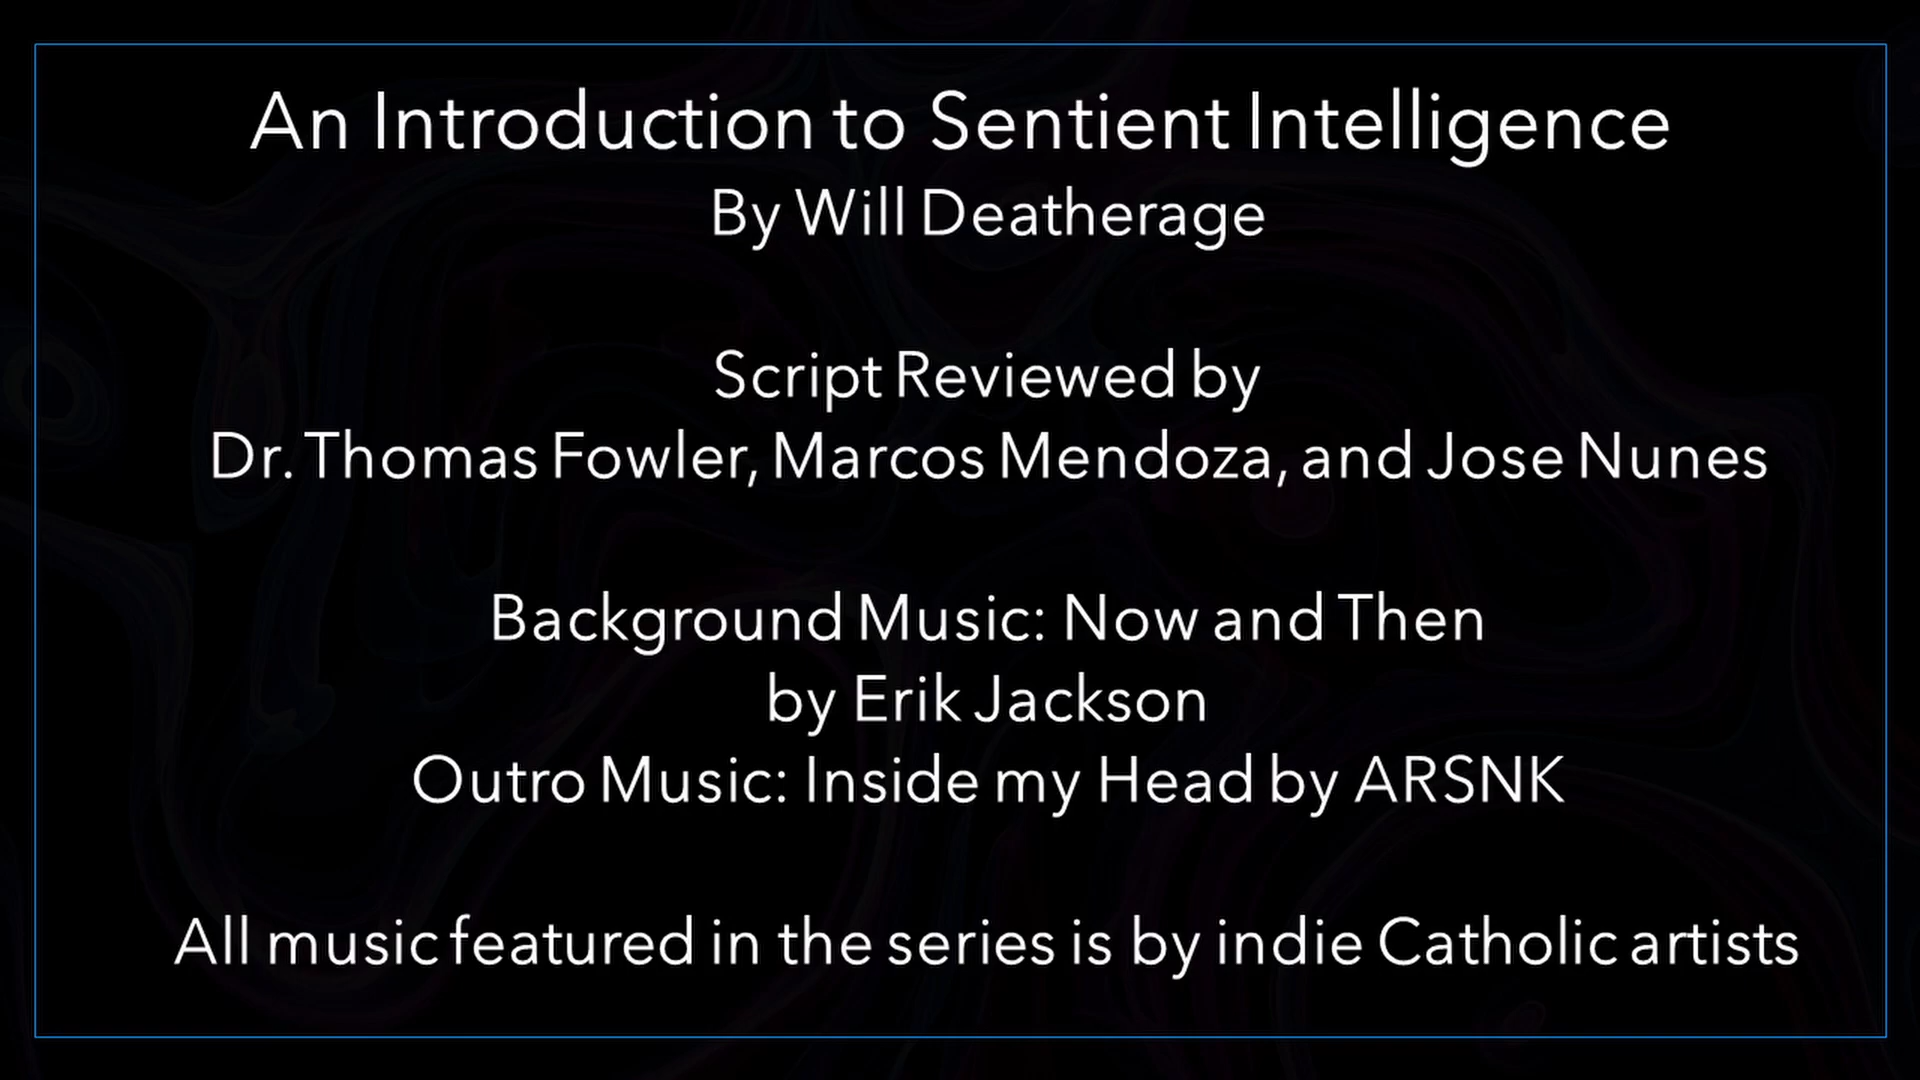 An Introduction to Sentient Intelligence
By Will Deatherage
Script Reviewed by
Dr. Thomas Fowler, Marcos Mendoza, and Jose Nunes
Background Music: Now and Then
by Erik Jackson
Outro Music: Inside my Head by ARSNK
All music featured in the series is by indie Catholic artists